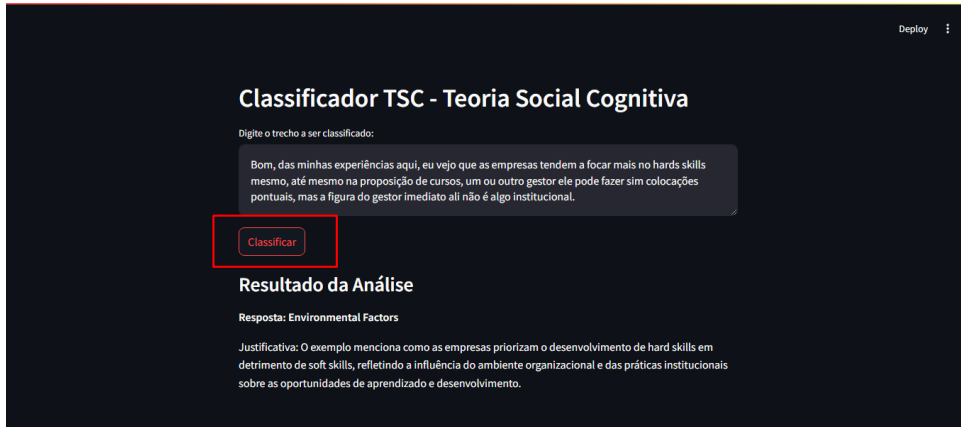 Deploy
Classificador TSC - Teoria Social Cognitiva
Digite o trecho a ser classificado:
Bom, das minhas experiências aqui, eu vejo que as empresas tendem a focar mais no hards skills
mesmo, até mesmo na proposição de cursos, um ou outro gestor ele pode fazer sim colocações
pontuais, mas a figura do gestor imediato ali não é algo institucional.
Classificar
Resultado da Análise
Resposta: Environmental Factors
Justificativa: O exemplo menciona como as empresas priorizam o desenvolvimento de hard skills em
detrimento de soft skills, refletindo a influência do ambiente organizacional e das práticas institucionais
sobre as oportunidades de aprendizado e desenvolvimento.